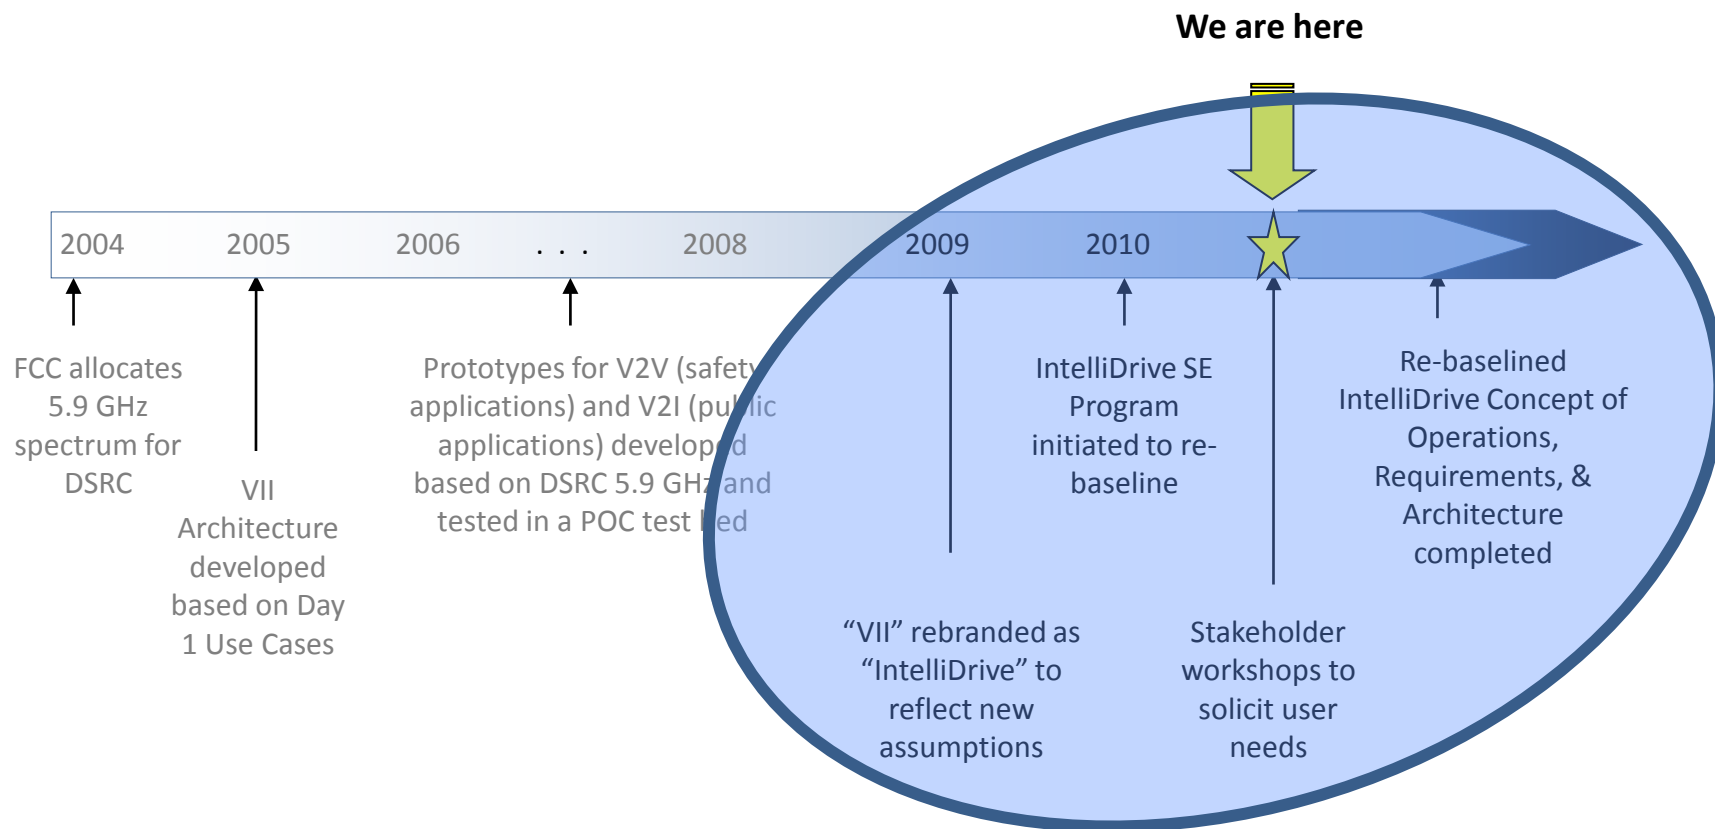 We are here
2004
2005
2006
. . .
2008
2009
2010
FCC allocates
5.9 GHz
spectrum for
DSRC
VII
Architecture
developed
based on Day
1 Use Cases
Prototypes for V2V (safety
applications) and V2I (public
applications) developed
based on DSRC 5.9 GHz and
tested in a POC test bed
“VII” rebranded as
“IntelliDrive” to
reflect new
assumptions
IntelliDrive SE
Program
initiated to re-
baseline
Stakeholder
workshops to
solicit user
needs
Re-baselined
IntelliDrive Concept of
Operations,
Requirements, &
Architecture
completed